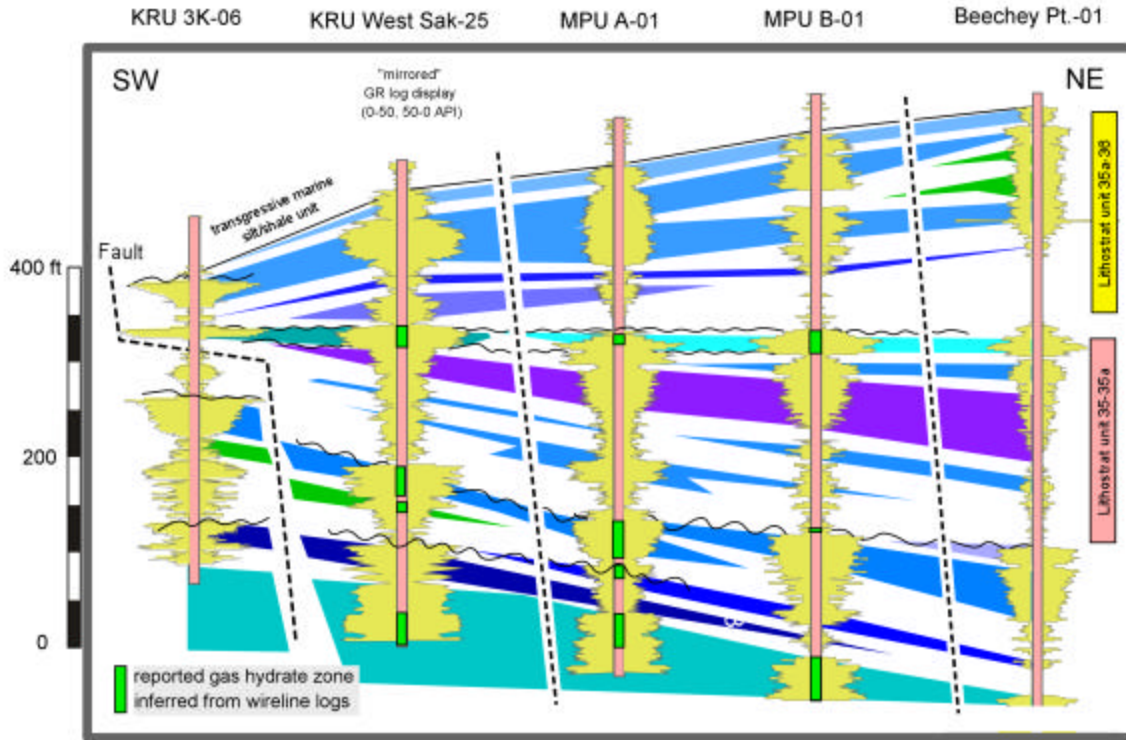 KRU 3K-06
KRU West Sak-25
MPU A-01
MPU B-01
Beechey Pt.-01
SW
"mirrored"
GR log display
(0-50, 50-0 API)
NE
transgressive marine
silt/shale unit
Fault
400 ft
200
0
Lithostrat unit 35a-36
Lithostrat unit 35-35a
reported gas hydrate zone
inferred from wireline logs